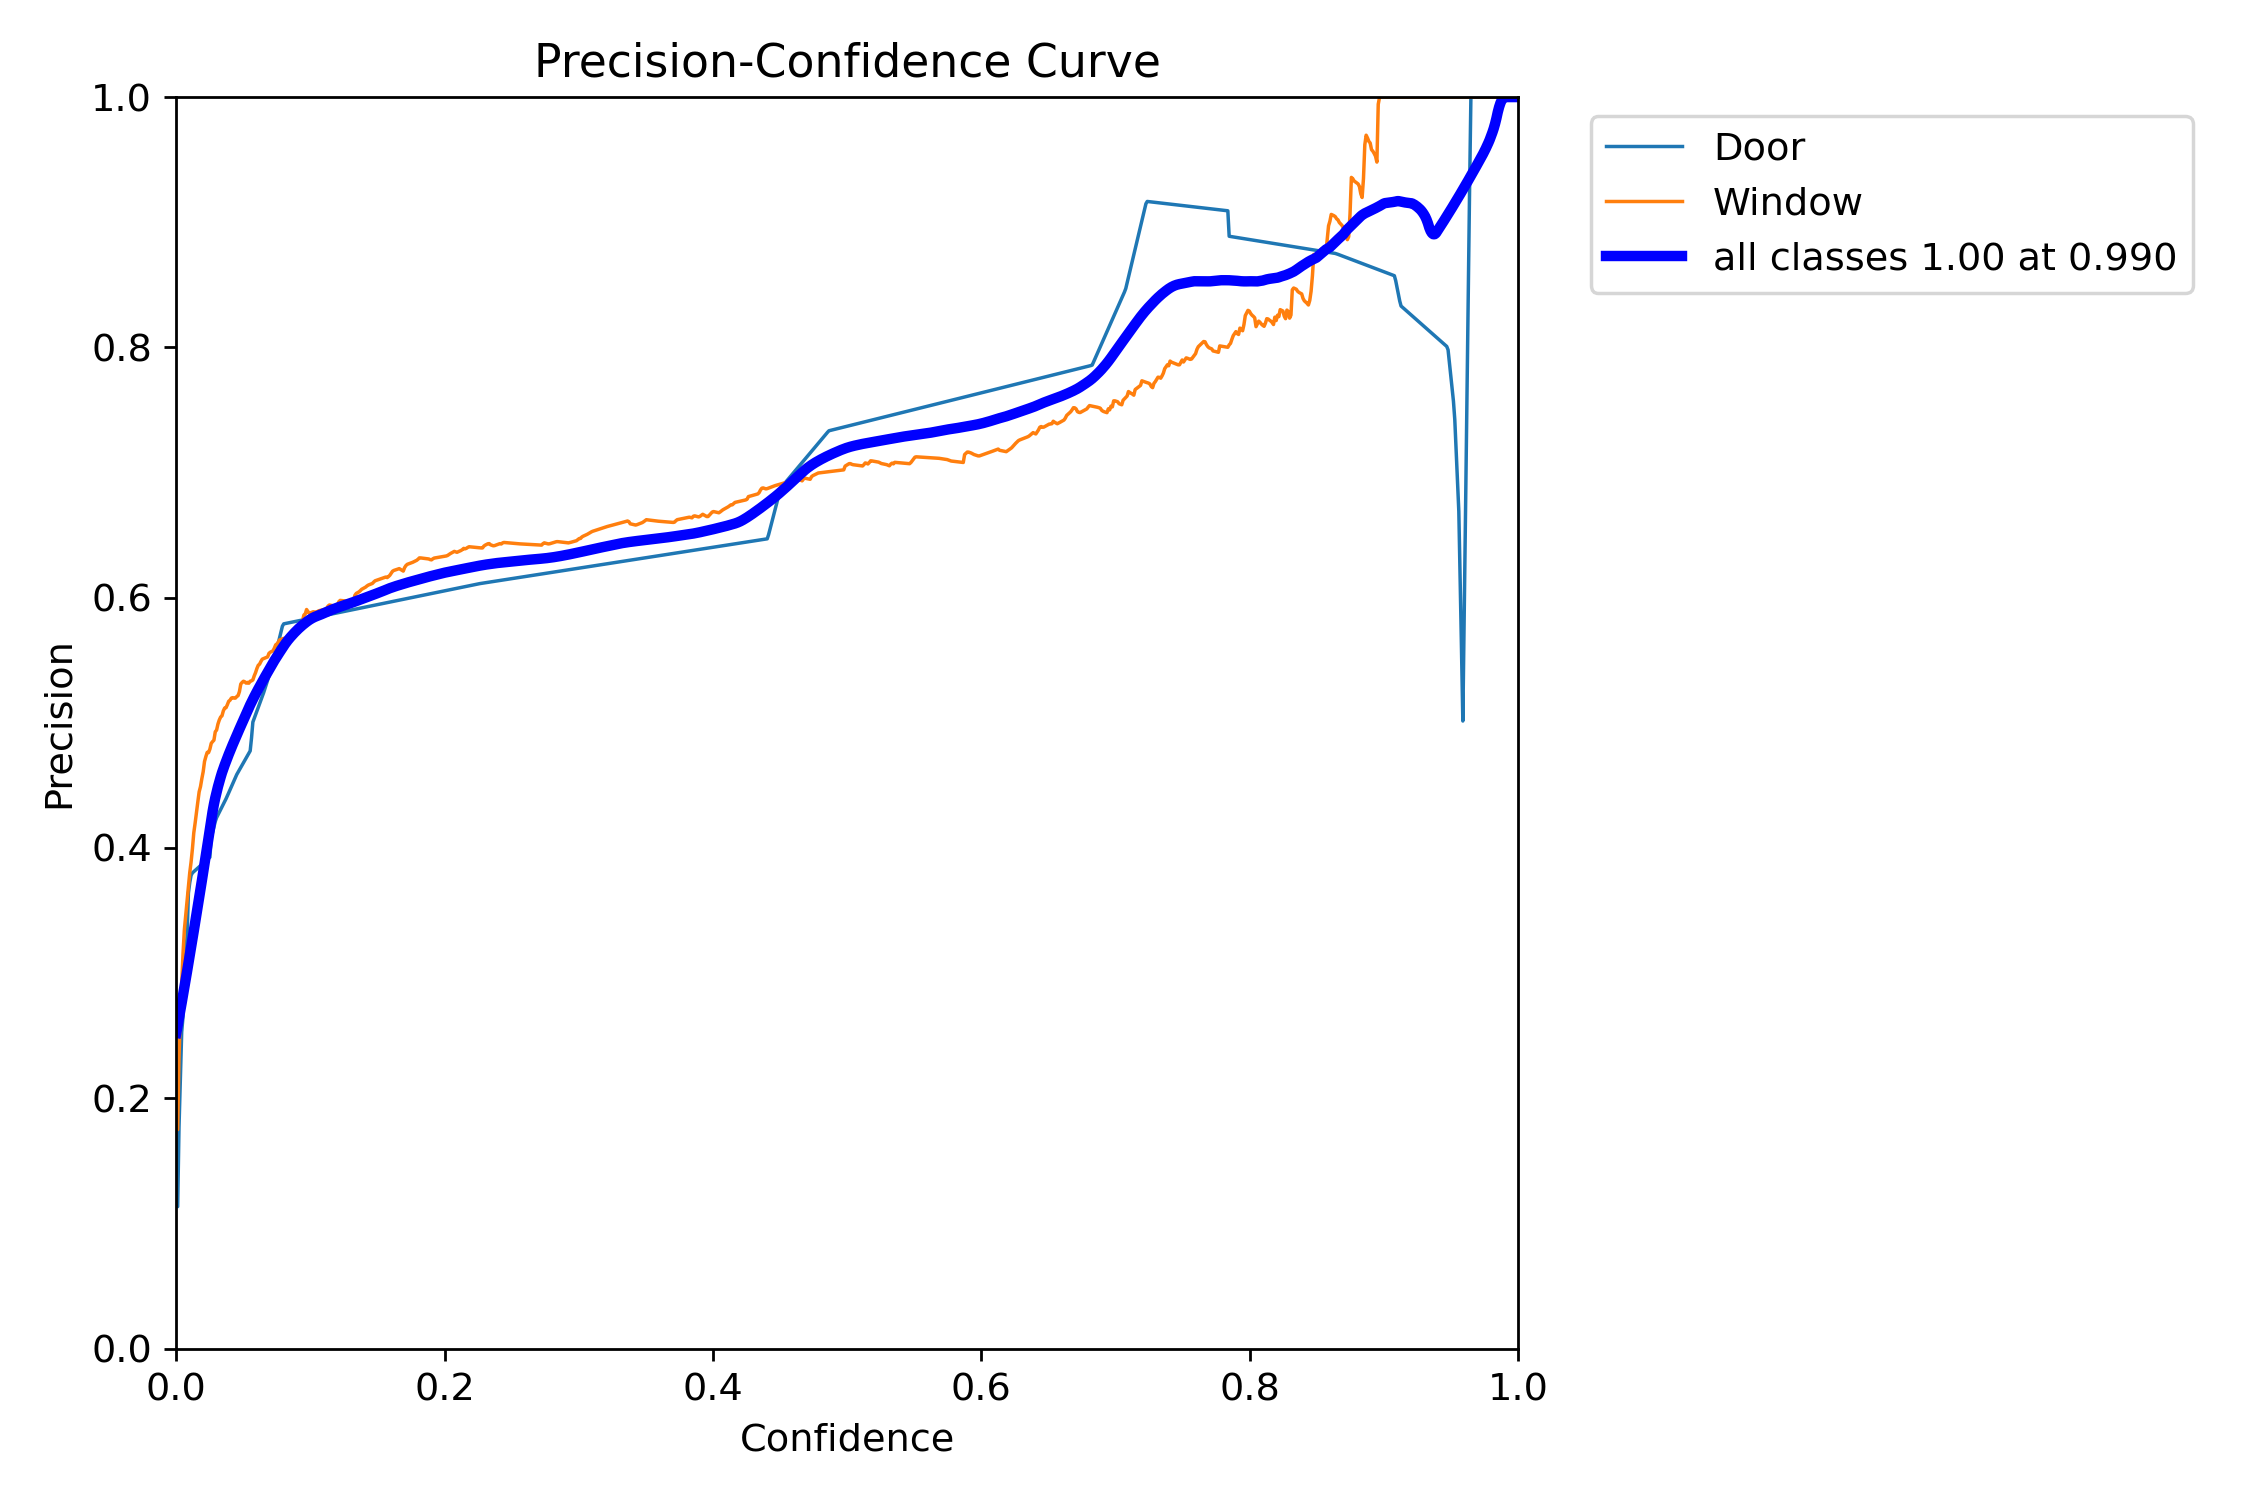 Precision-Confidence Curve
1.0
0.8
0.6
0.4
0.2
0.0
Precision
0.0 0.2 0.4 0.6 0.8 1.0
Confidence
Door
Window
all classes 1.00 at 0.990